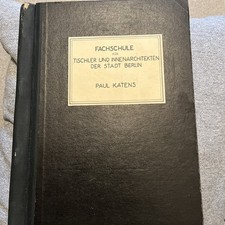 FACHSCHULE
FÜR
TISCHLER UND INNENARCHITEKTEN
DER STADT BERLIN
PAUL KATENS